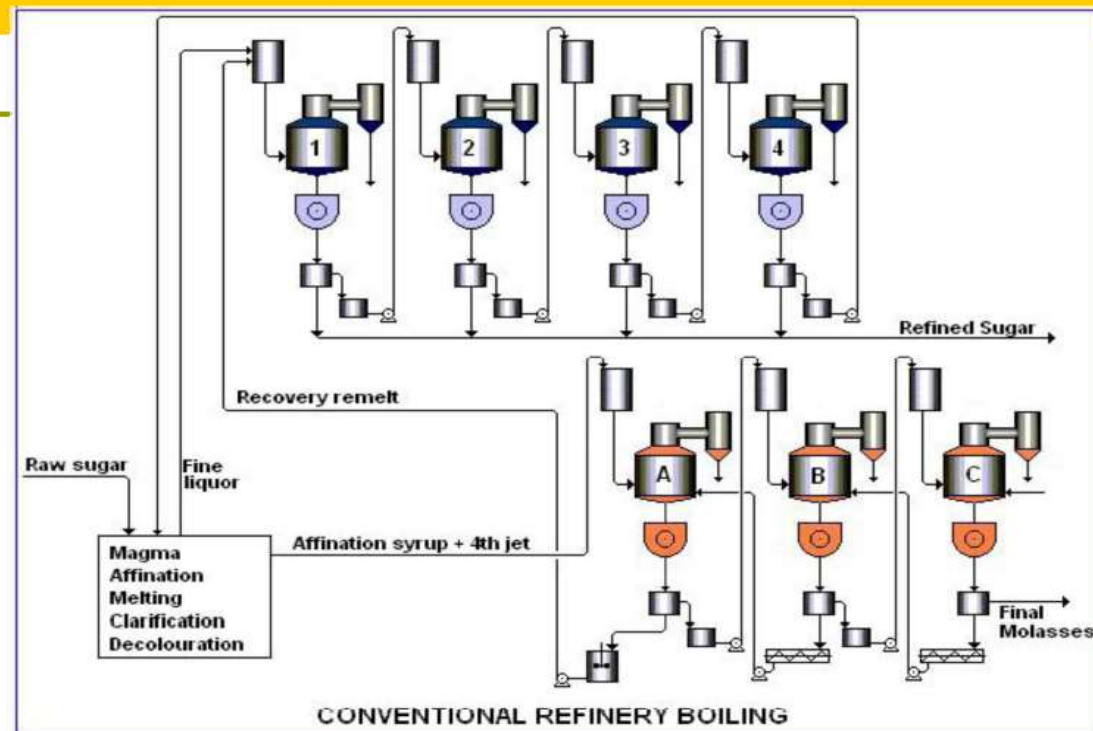 1
2
3
4
Refined Sugar
Recovery remelt
Raw sugar
Fine
liquor
A
B
C
Affination syrup + 4th jet
Magma
Affination
Melting
Clarification
Decolouration
Final
Molasses
CONVENTIONAL REFINERY BOILING